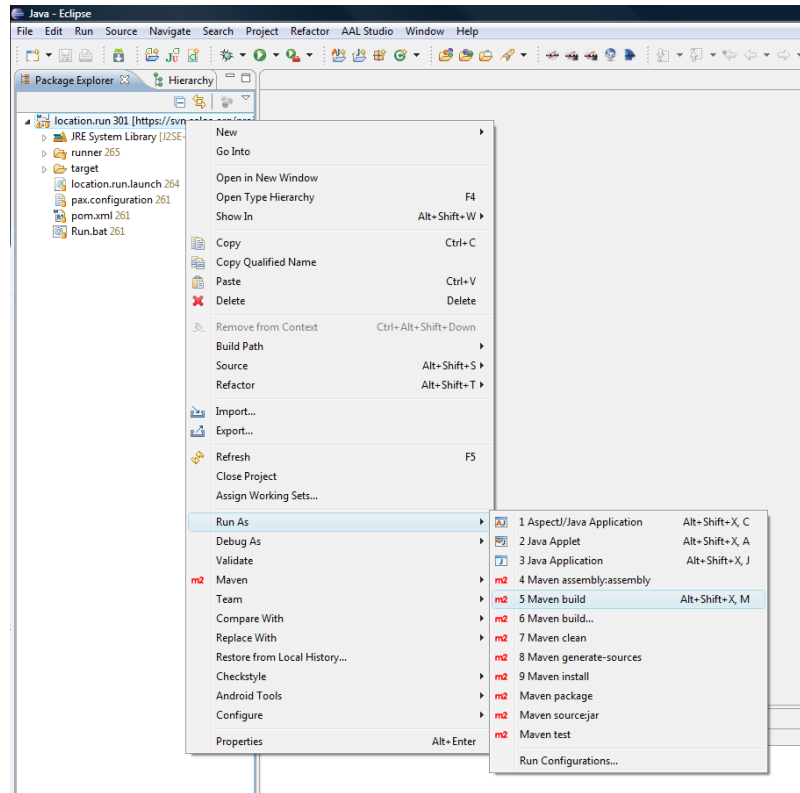 Java - Eclipse
File Edit Run Source Navigate Search Project Refactor AAL Studio Window Help
Package Explorer Hierarchy
location.run 301 [https://svn
JRE System Library [J2SE-
runner 265
target
location.run.launch 264
pax.configuration 261
pom.xml 261
Run.bat 261
New
Go Into
Open in New Window
Open Type Hierarchy F4
Show In Alt+Shift+W
Copy Ctrl+C
Copy Qualified Name
Paste Ctrl+V
Delete Delete
Remove from Context Ctrl+Alt+Shift+Down
Build Path
Source Alt+Shift+S
Refactor Alt+Shift+T
Import...
Export...
Refresh F5
Close Project
Assign Working Sets...
Run As
Debug As
Validate
m2 Maven
Team
Compare With
Replace With
Restore from Local History...
Checkstyle
Android Tools
Configure
Properties Alt+Enter
1 AspectJ/Java Application Alt+Shift+X, C
2 Java Applet Alt+Shift+X, A
3 Java Application Alt+Shift+X, J
m2 4 Maven assembly:assembly
m2 5 Maven build Alt+Shift+X, M
m2 6 Maven build...
m2 7 Maven clean
m2 8 Maven generate-sources
m2 9 Maven install
m2 Maven package
m2 Maven source:jar
m2 Maven test
Run Configurations...